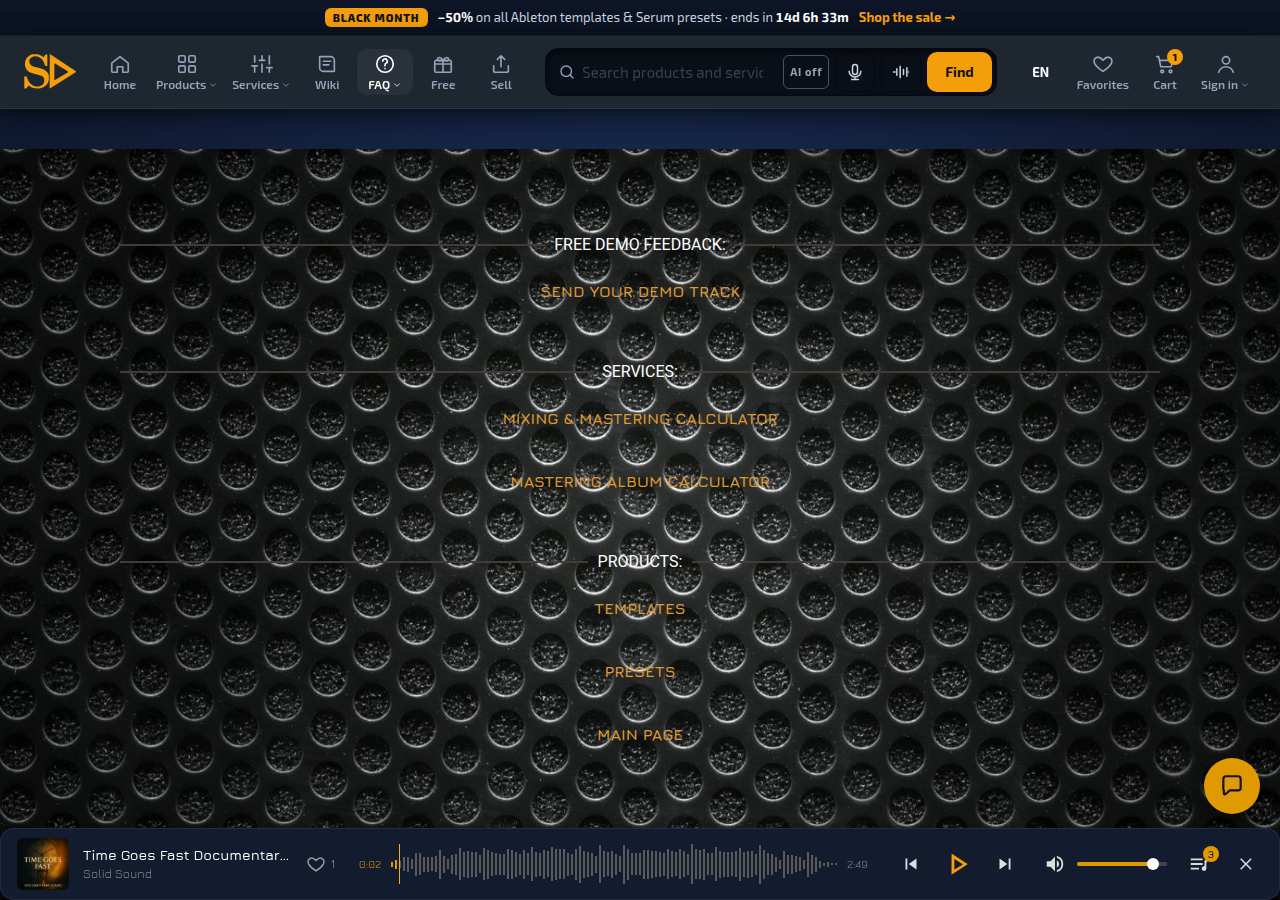 BLACK MONTH −50% on all Ableton templates & Serum presets · ends in 14d 6h 33m Shop the sale →
SD
Home
Products
Services
Wiki
FAQ
Free
Sell
Search products and servic
AI off
Find
EN
Favorites
1
Cart
Sign in
FREE DEMO FEEDBACK:
SEND YOUR DEMO TRACK
SERVICES:
MIXING & MASTERING CALCULATOR
MASTERING ALBUM CALCULATOR
PRODUCTS:
TEMPLATES
PRESETS
MAIN PAGE
TIME GOES
FAST
Time Goes Fast Documentar...
Solid Sound
1
0:02
2:49
3